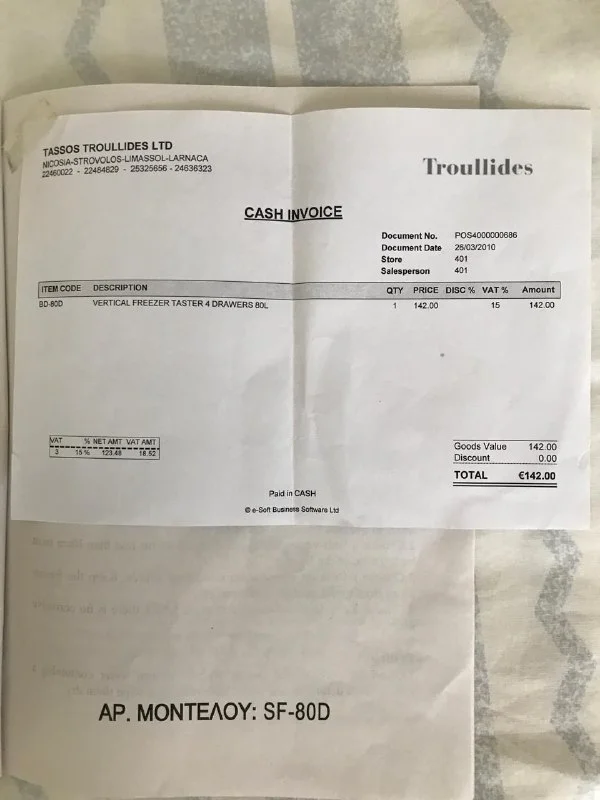 TASSOS TROULLIDES LTD
NICOSIA-STROVOLOS-LIMASSOL-LARNACA
22460022 - 22484629 - 25325656 - 24636323
Troullides
CASH INVOICE
Document No. POS4000000686
Document Date 26/03/2010
Store 401
Salesperson 401
ITEM CODE DESCRIPTION QTY PRICE DISC % VAT % Amount
BD-80D VERTICAL FREEZER TASTER 4 DRAWERS 80L 1 142.00 15 142.00
VAT % NET AMT VAT AMT
3 15 % 123.48 18.52
Goods Value 142.00
Discount 0.00
TOTAL €142.00
Paid in CASH
© e-Soft Business Software Ltd
ΑΡ. ΜΟΝΤΕΛΟΥ: SF-80D